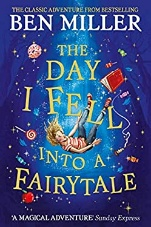 THE CLASSIC ADVENTURE FROM BESTSELLING
BEN MILLER
THE
DAY
I FELL
INTO A
FAIRYTALE
'A MAGICAL ADVENTURE' Sunday Express